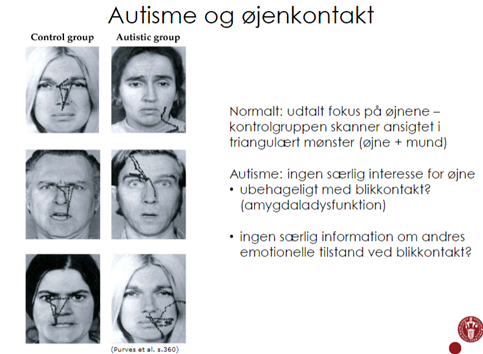 Autisme og øjenkontakt
Control group
Autistic group
Normalt: udtalt fokus på øjnene –
kontrolgruppen skanner ansigtet i
triangulært mønster (øjne + mund)
Autisme: ingen særlig interesse for øjne
• ubehageligt med blikkontakt?
(amygdaladysfunktion)
• ingen særlig information om andres
emotionelle tilstand ved blikkontakt?
(Purves et al. s.360)